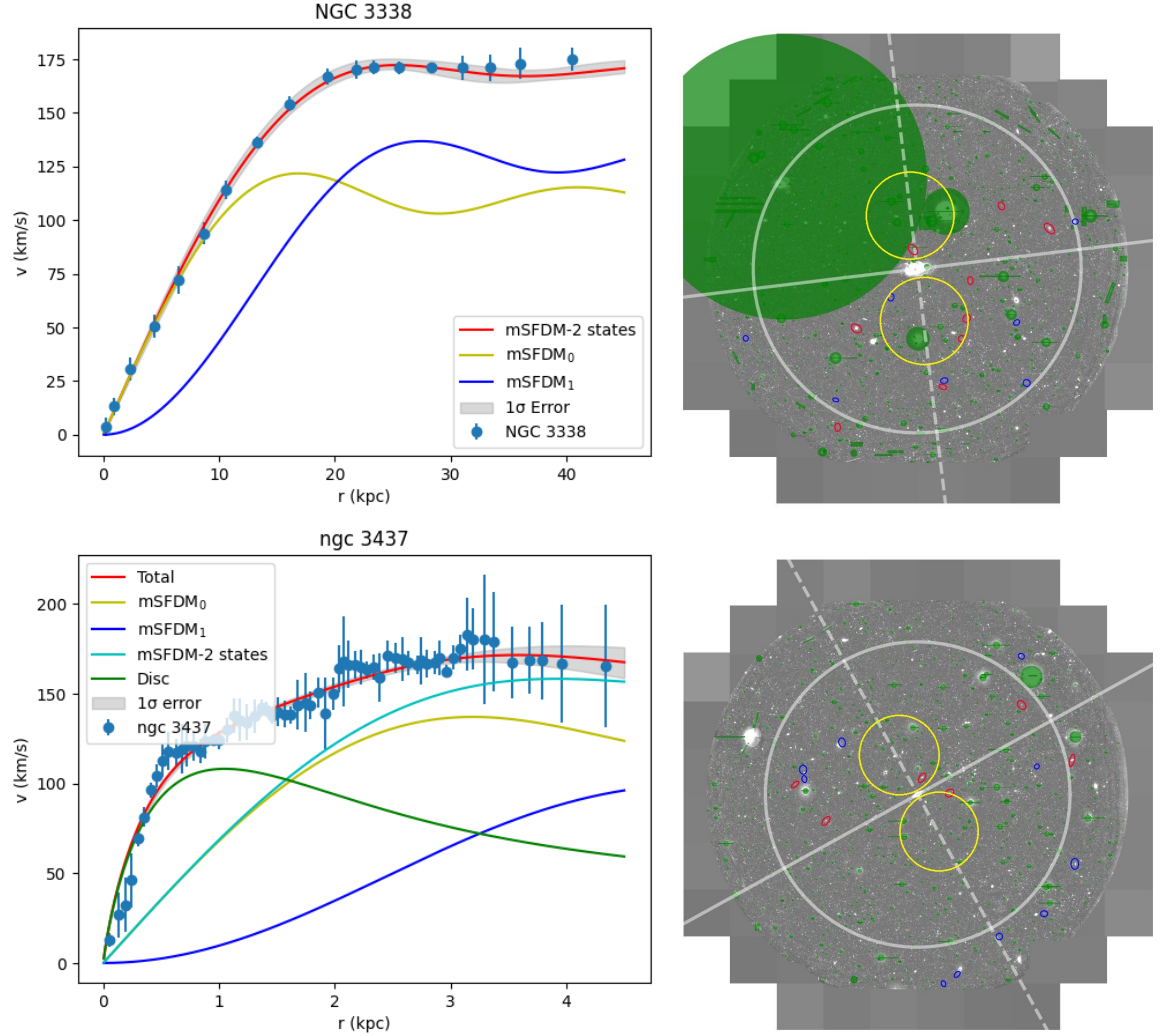 NGC 3338
175
150
125
100
75
50
25
0
v (km/s)
mSFDM-2 states
mSFDM₀
mSFDM₁
1σ Error
NGC 3338
0 10 20 30 40
r (kpc)
ngc 3437
200
150
100
50
0
v (km/s)
Total
mSFDM₀
mSFDM₁
mSFDM-2 states
Disc
1σ error
ngc 3437
0 1 2 3 4
r (kpc)